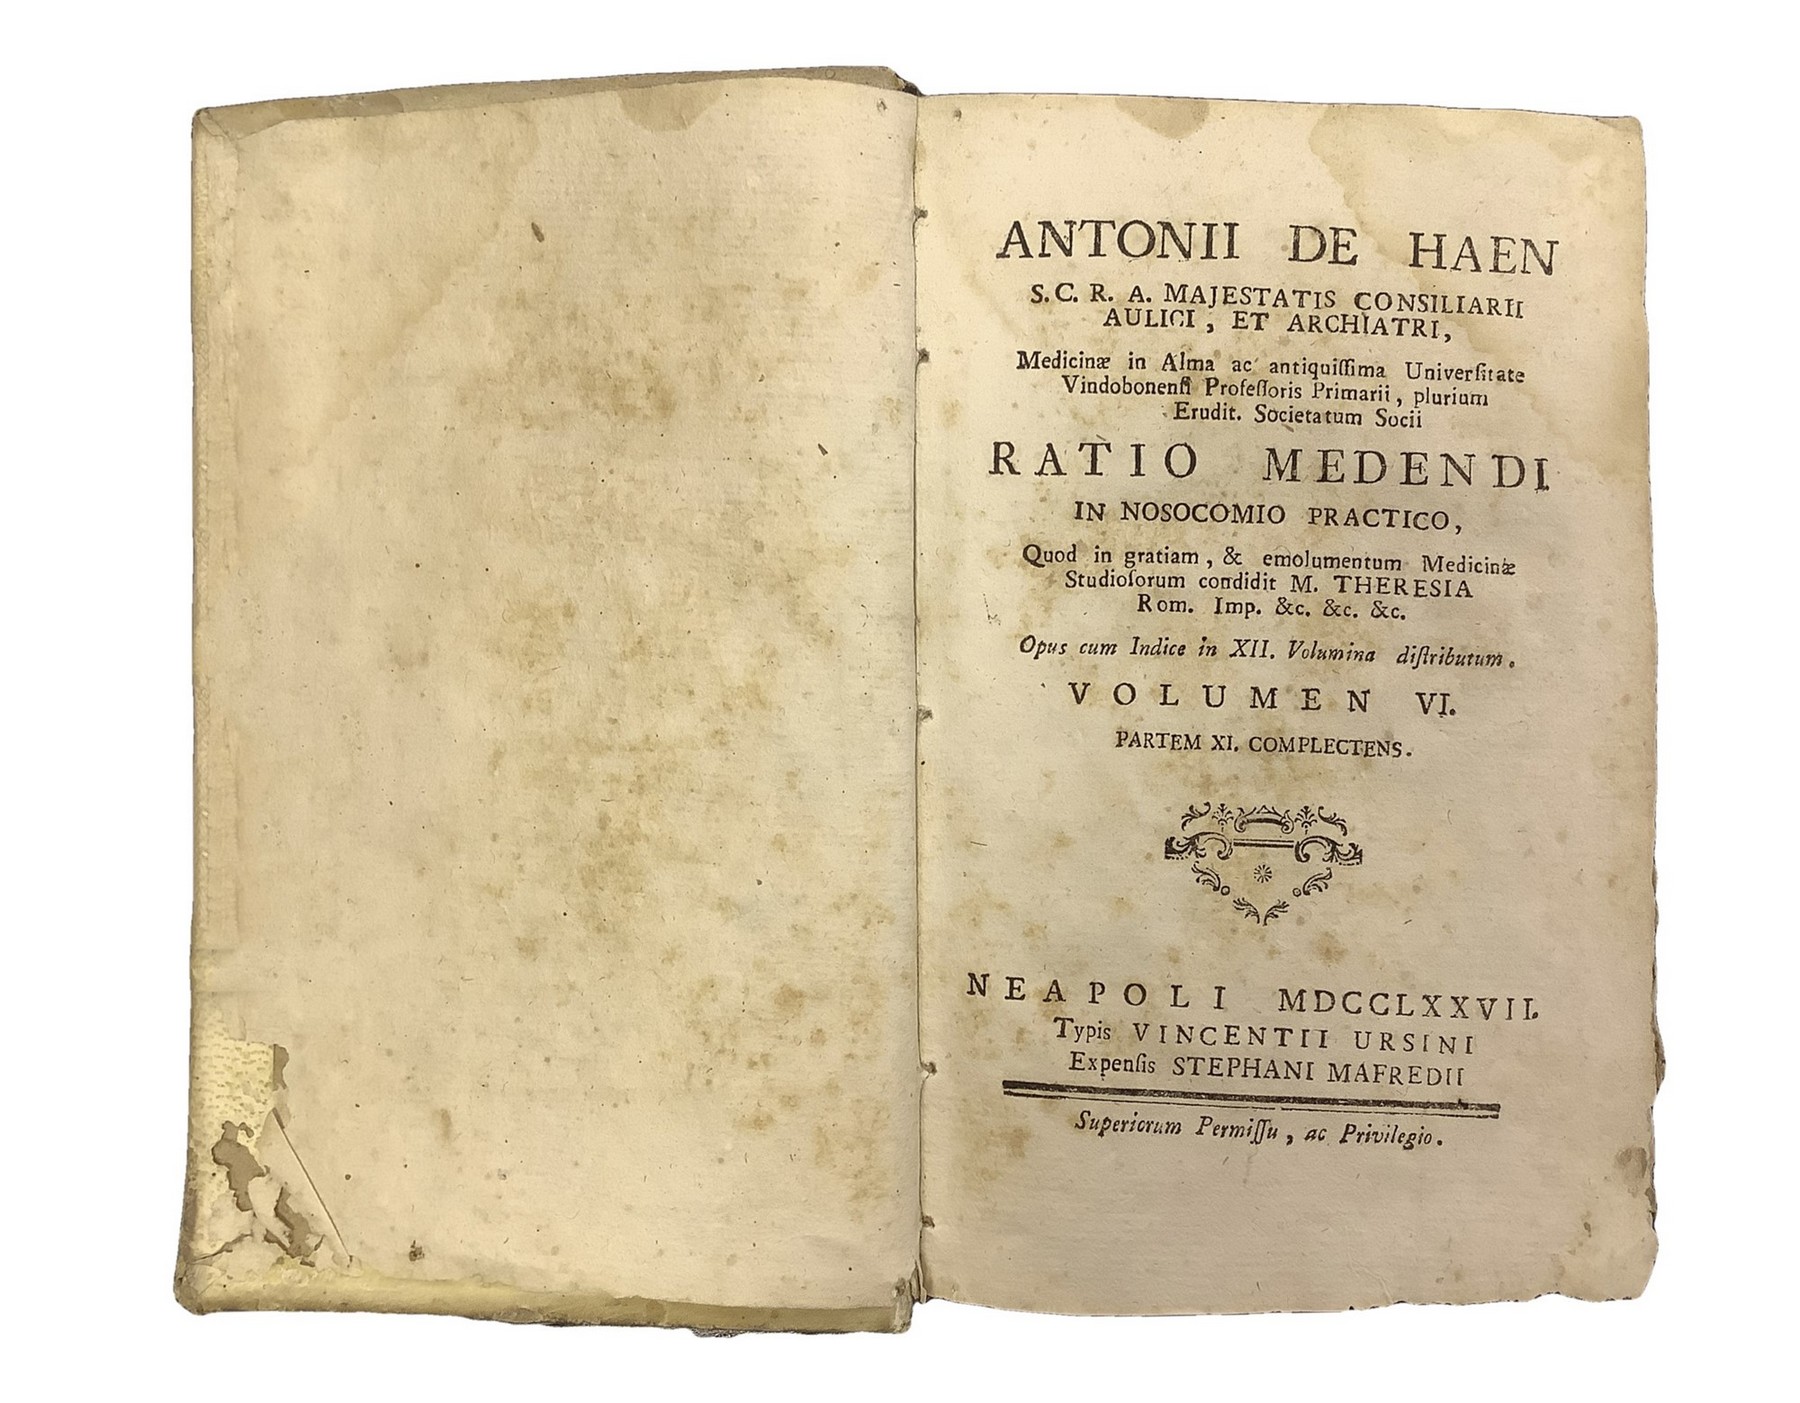 ANTONII DE HAEN
S. C. R. A. MAJESTATIS CONSILIARII
AULICI, ET ARCHIATRI,
Medicinæ in Alma ac antiquiſſima Univerſitate
Vindobonenſi Profeſſoris Primarii, plurium
Erudit. Societatum Socii
RATIO MEDENDI
IN NOSOCOMIO PRACTICO,
Quod in gratiam, & emolumentum Medicinæ
Studioſorum condidit M. THERESIA
Rom. Imp. &c. &c. &c.
Opus cum Indice in XII. Volumina diſtributum.
VOLUMEN VI.
PARTEM XI. COMPLECTENS.
NEAPOLI MDCCLXXVII.
Typis VINCENTII URSINI
Expenſis STEPHANI MAFREDII
Superiorum Permiſſu, ac Privilegio.